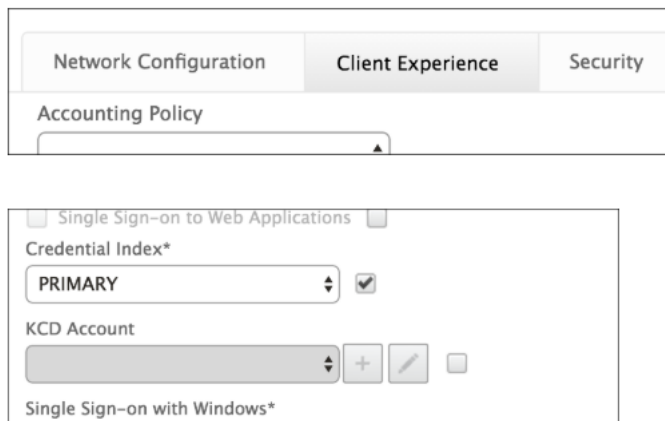 Network Configuration Client Experience Security
Accounting Policy
Single Sign-on to Web Applications
Credential Index*
PRIMARY
KCD Account
Single Sign-on with Windows*